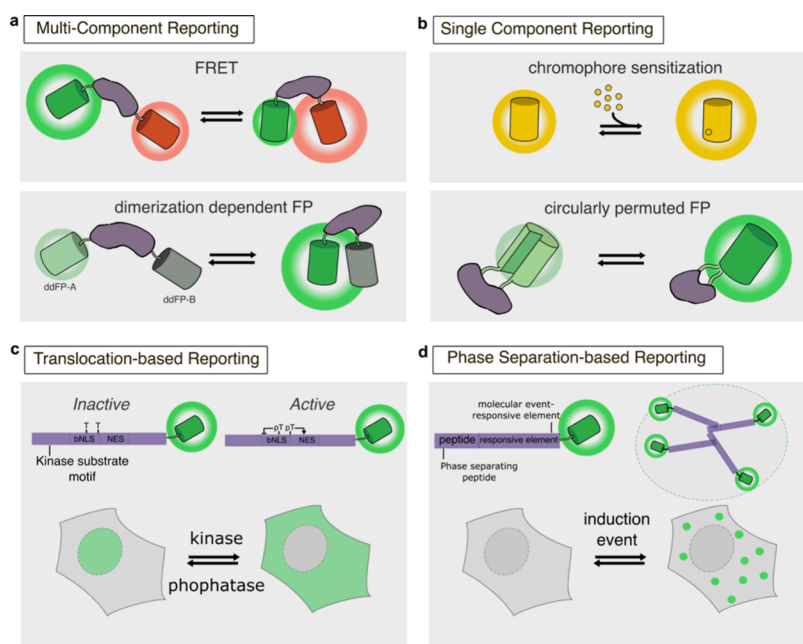 a
Multi-Component Reporting
FRET
dimerization dependent FP
ddFP-A
ddFP-B
b
Single Component Reporting
chromophore sensitization
circularly permuted FP
c
Translocation-based Reporting
Inactive
Active
T T
bNLS NES
pT pT
bNLS NES
Kinase substrate
motif
kinase
phophatase
d
Phase Separation-based Reporting
molecular event-
responsive element
peptide responsive element
Phase separating
peptide
induction
event